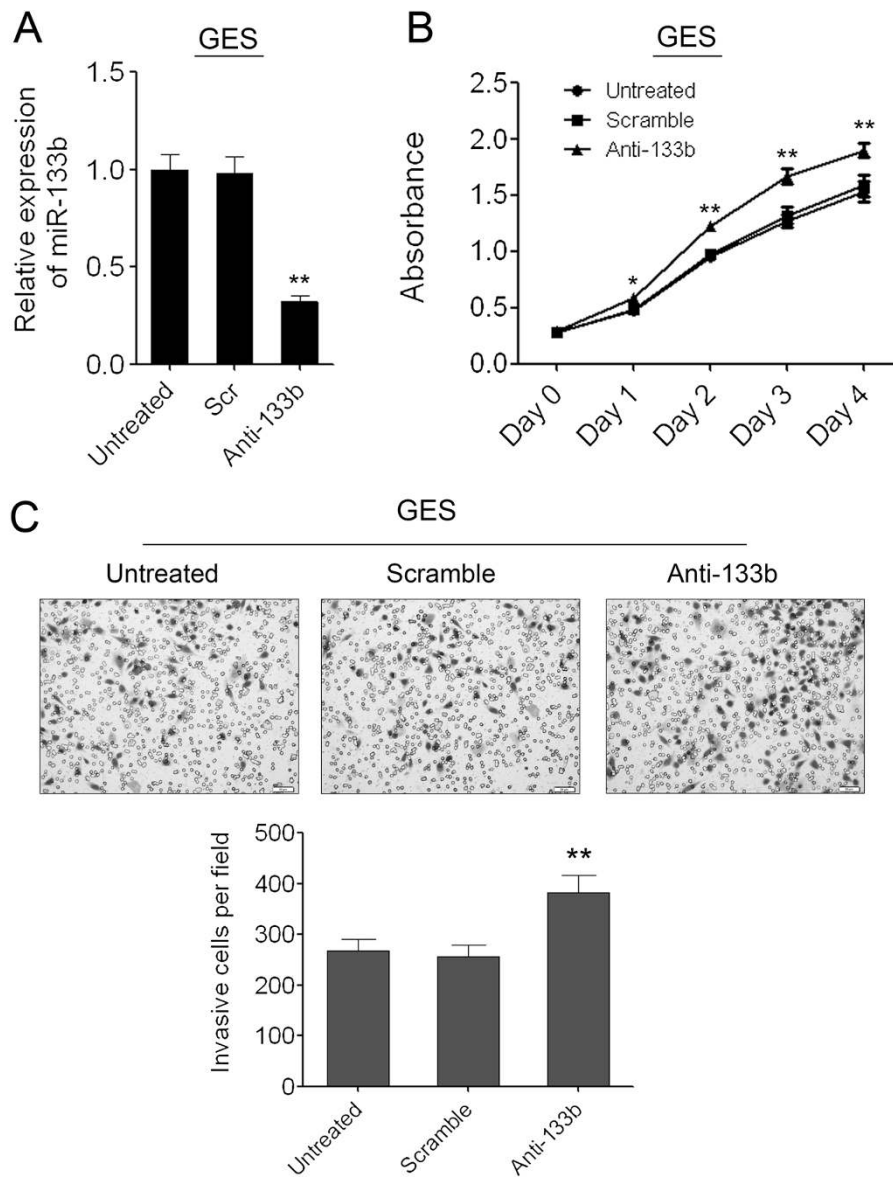 A
GES
Relative expression
of miR-133b
1.5
1.0
0.5
0.0
**
Untreated
Scr
Anti-133b
B
GES
Absorbance
2.5
2.0
1.5
1.0
0.5
0.0
Untreated
Scramble
Anti-133b
*
**
**
**
Day 0
Day 1
Day 2
Day 3
Day 4
C
GES
Untreated
Scramble
Anti-133b
Invasive cells per field
500
400
300
200
100
0
**
Untreated
Scramble
Anti-133b